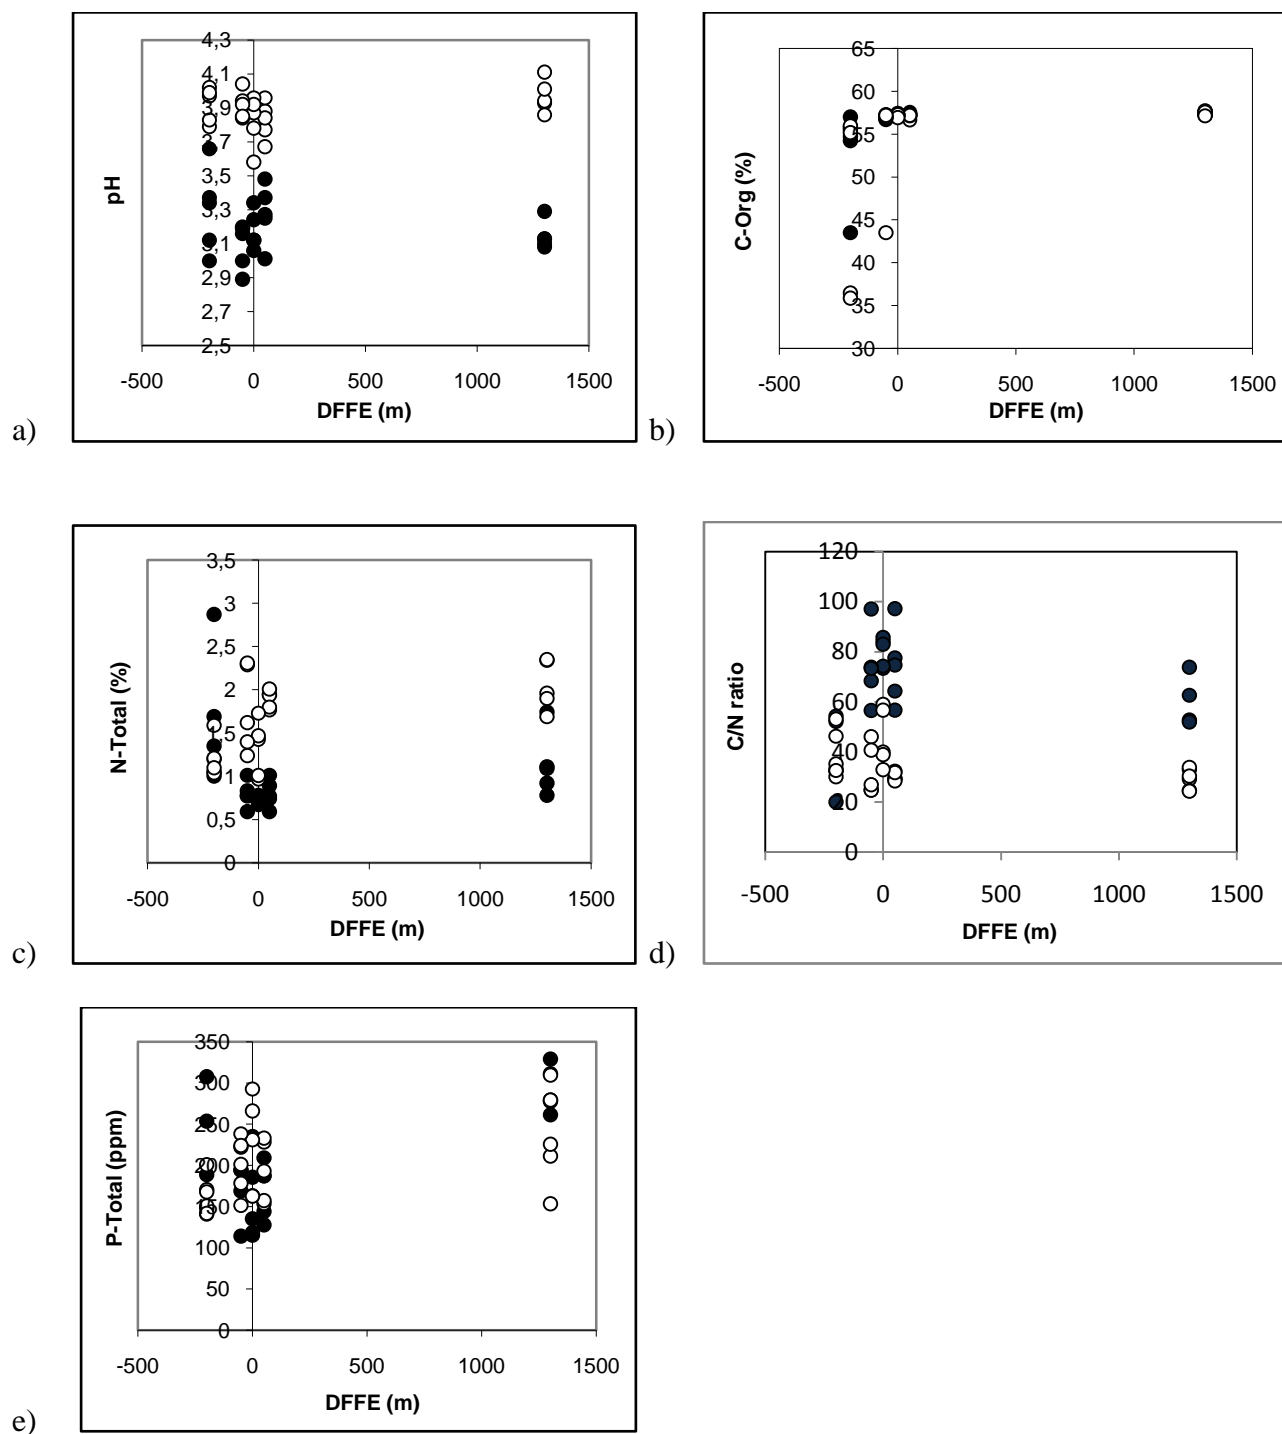 4,3
4,1
3,9
3,7
3,5
3,3
3,1
2,9
2,7
2,5
pH
-500 0 500 1000 1500
DFFE (m)
a)
65
60
55
50
45
40
35
30
C-Org (%)
-500 0 500 1000 1500
DFFE (m)
b)
3,5
3
2,5
2
1,5
1
0,5
0
N-Total (%)
-500 0 500 1000 1500
DFFE (m)
c)
120
100
80
60
40
20
0
C/N ratio
-500 0 500 1000 1500
DFFE (m)
d)
350
300
250
200
150
100
50
0
P-Total (ppm)
-500 0 500 1000 1500
DFFE (m)
e)